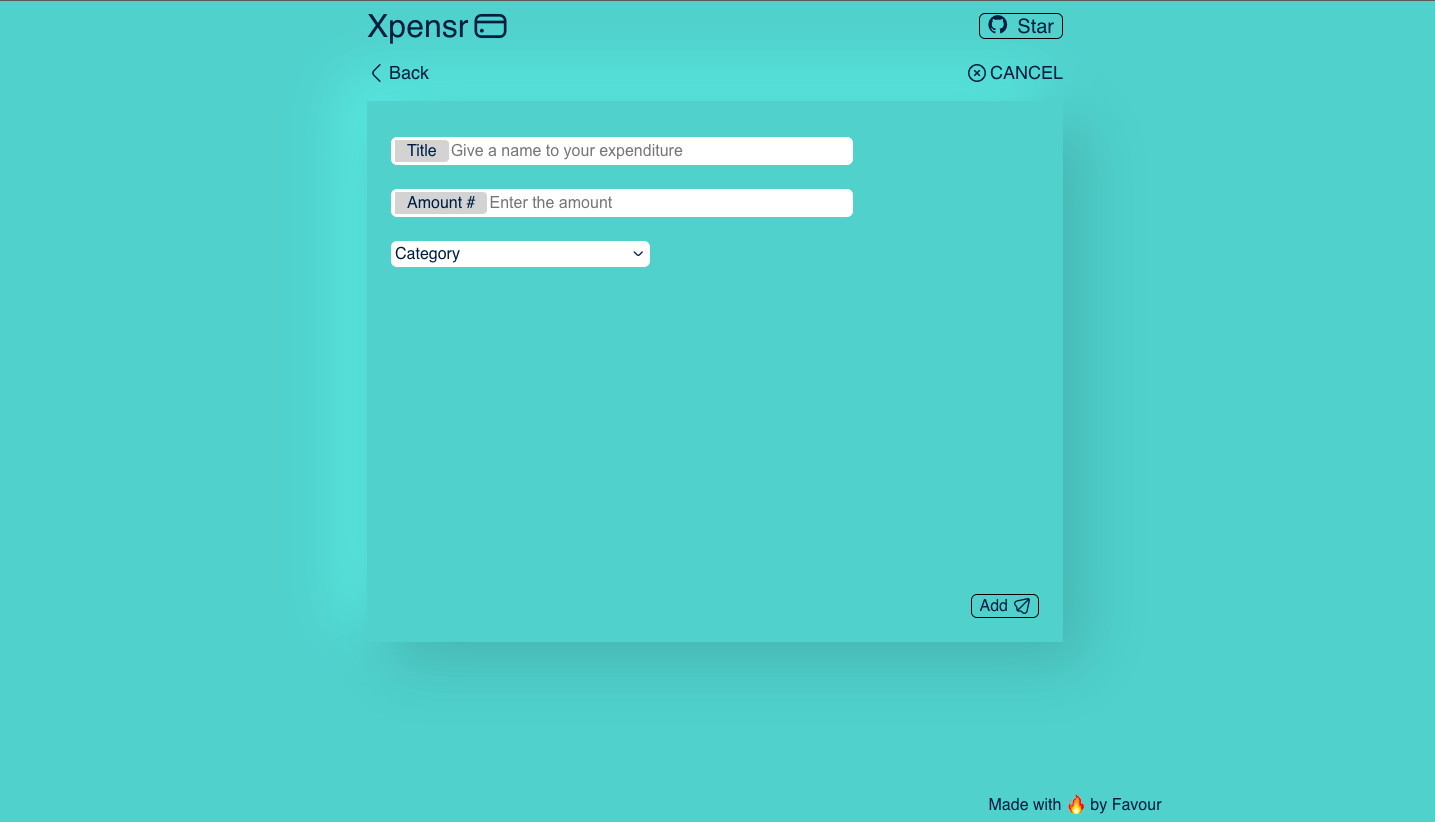 Xpensr
Star
Back
CANCEL
Title Give a name to your expenditure
Amount # Enter the amount
Category
Add
Made with 🔥 by Favour